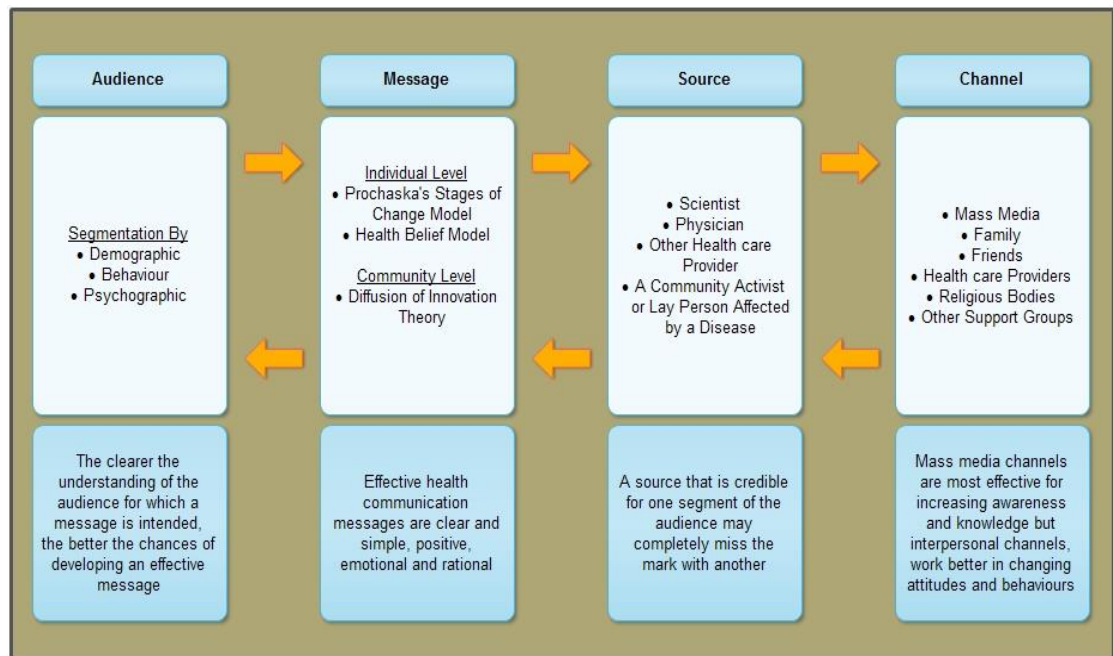 Audience
Message
Source
Channel
Segmentation By
• Demographic
• Behaviour
• Psychographic
Individual Level
• Prochaska's Stages of
Change Model
• Health Belief Model
Community Level
• Diffusion of Innovation
Theory
• Scientist
• Physician
• Other Health care
Provider
• A Community Activist
or Lay Person Affected
by a Disease
• Mass Media
• Family
• Friends
• Health care Providers
• Religious Bodies
• Other Support Groups
The clearer the
understanding of the
audience for which a
message is intended,
the better the chances of
developing an effective
message
Effective health
communication
messages are clear and
simple, positive,
emotional and rational
A source that is credible
for one segment of the
audience may
completely miss the
mark with another
Mass media channels
are most effective for
increasing awareness
and knowledge but
interpersonal channels,
work better in changing
attitudes and behaviours